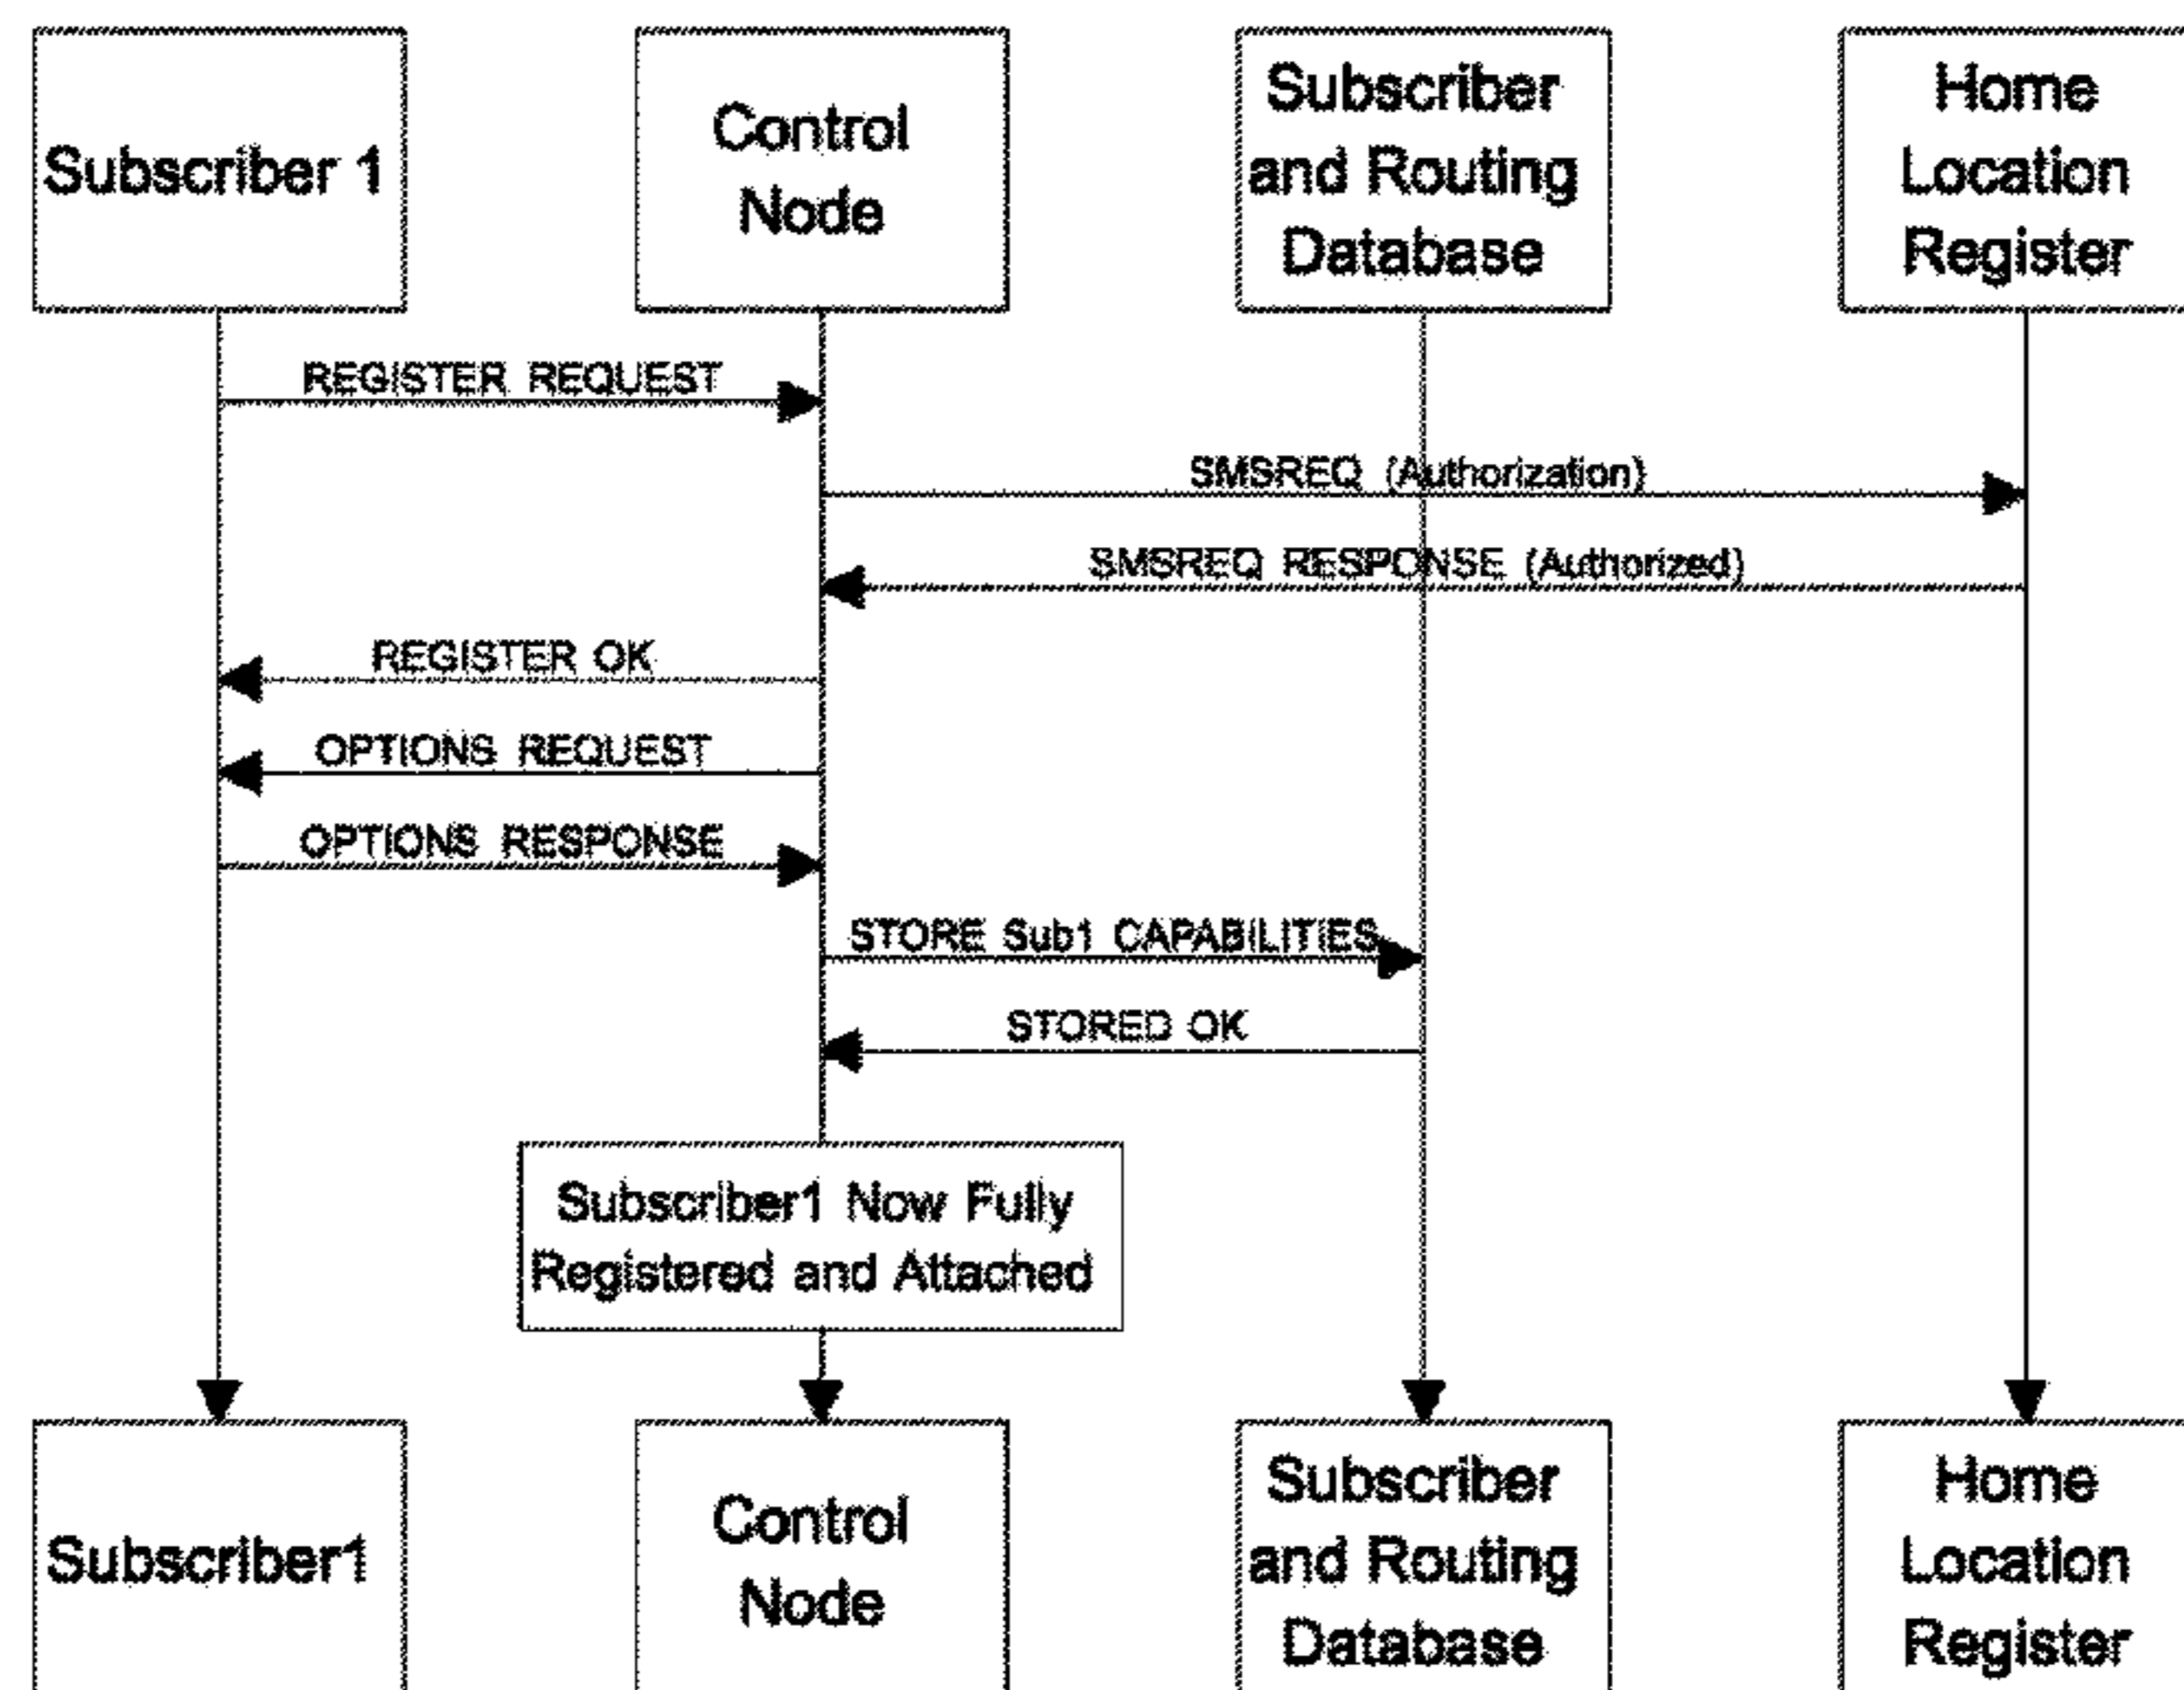 Subscriber 1
Control
Node
Subscriber
and Routing
Database
Home
Location
Register
REGISTER REQUEST
SMSREQ (Authorization)
SMSREQ RESPONSE (Authorized)
REGISTER OK
OPTIONS REQUEST
OPTIONS RESPONSE
STORE Sub1 CAPABILITIES
STORED OK
Subscriber1 Now Fully
Registered and Attached
Subscriber1
Control
Node
Subscriber
and Routing
Database
Home
Location
Register